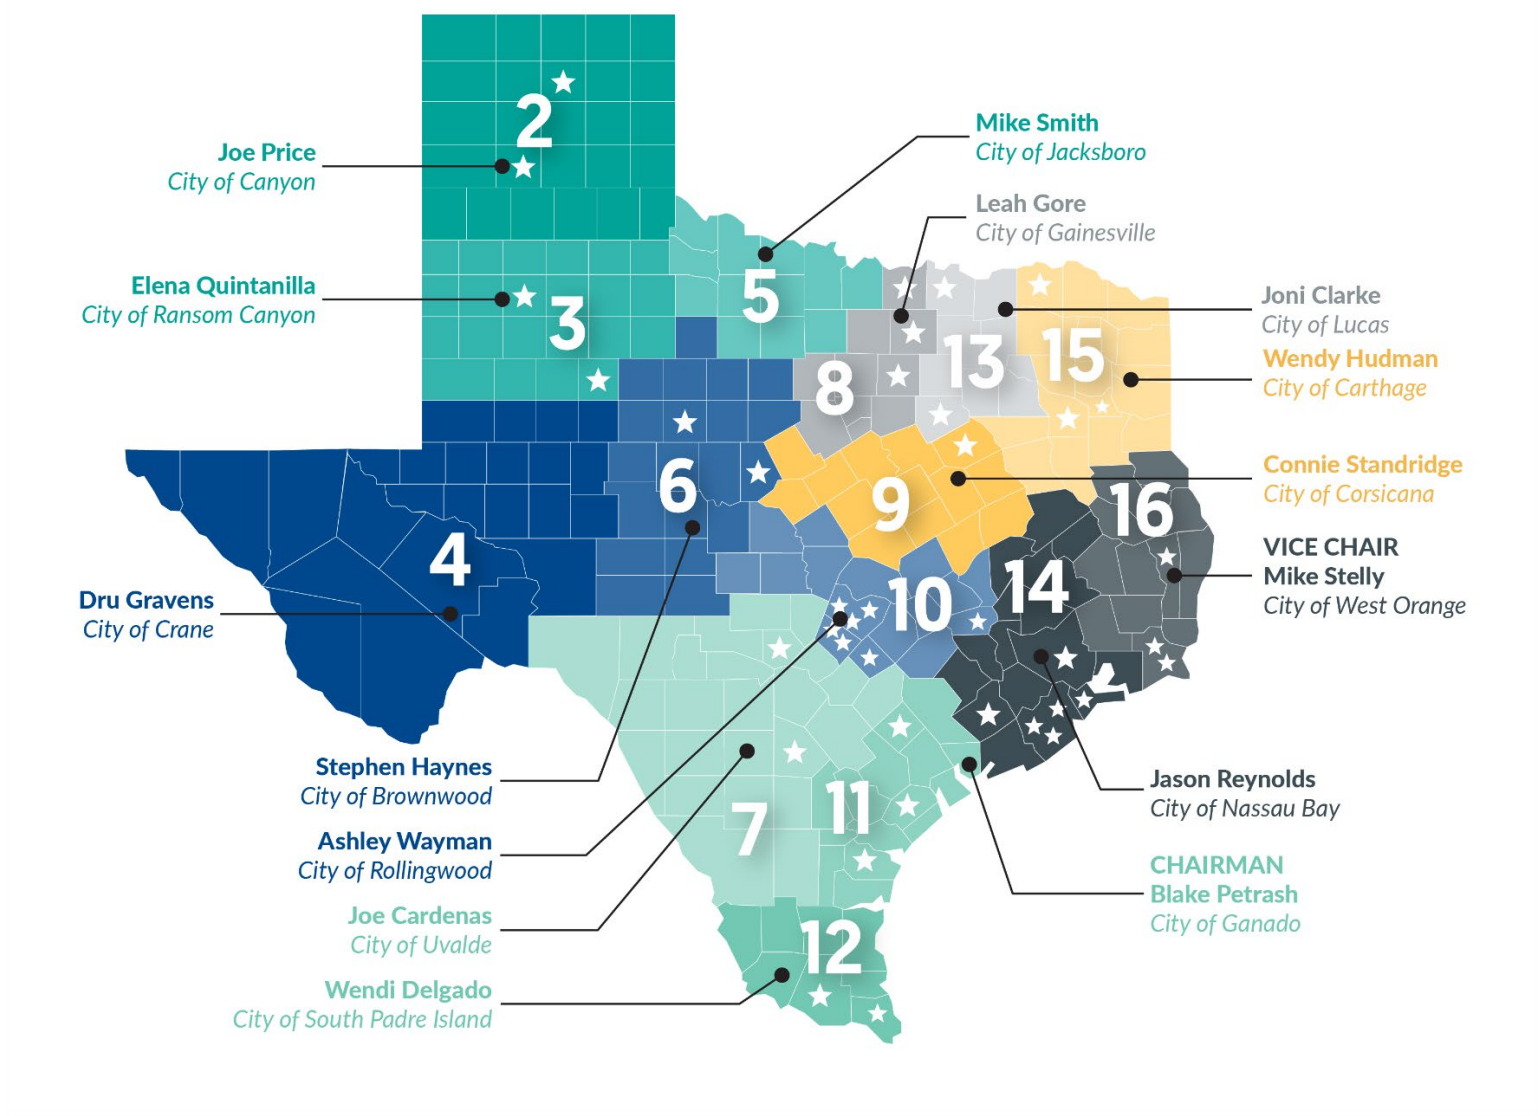 2
Joe Price
City of Canyon
Mike Smith
City of Jacksboro
Leah Gore
City of Gainesville
Elena Quintanilla
City of Ransom Canyon
3
5
Joni Clarke
City of Lucas
8
13
15
Wendy Hudman
City of Carthage
6
9
16
Connie Standridge
City of Corsicana
4
10
14
VICE CHAIR
Mike Stelly
City of West Orange
Dru Gravens
City of Crane
Stephen Haynes
City of Brownwood
Ashley Wayman
City of Rollingwood
7
11
Jason Reynolds
City of Nassau Bay
CHAIRMAN
Blake Petrash
City of Ganado
Joe Cardenas
City of Uvalde
12
Wendi Delgado
City of South Padre Island